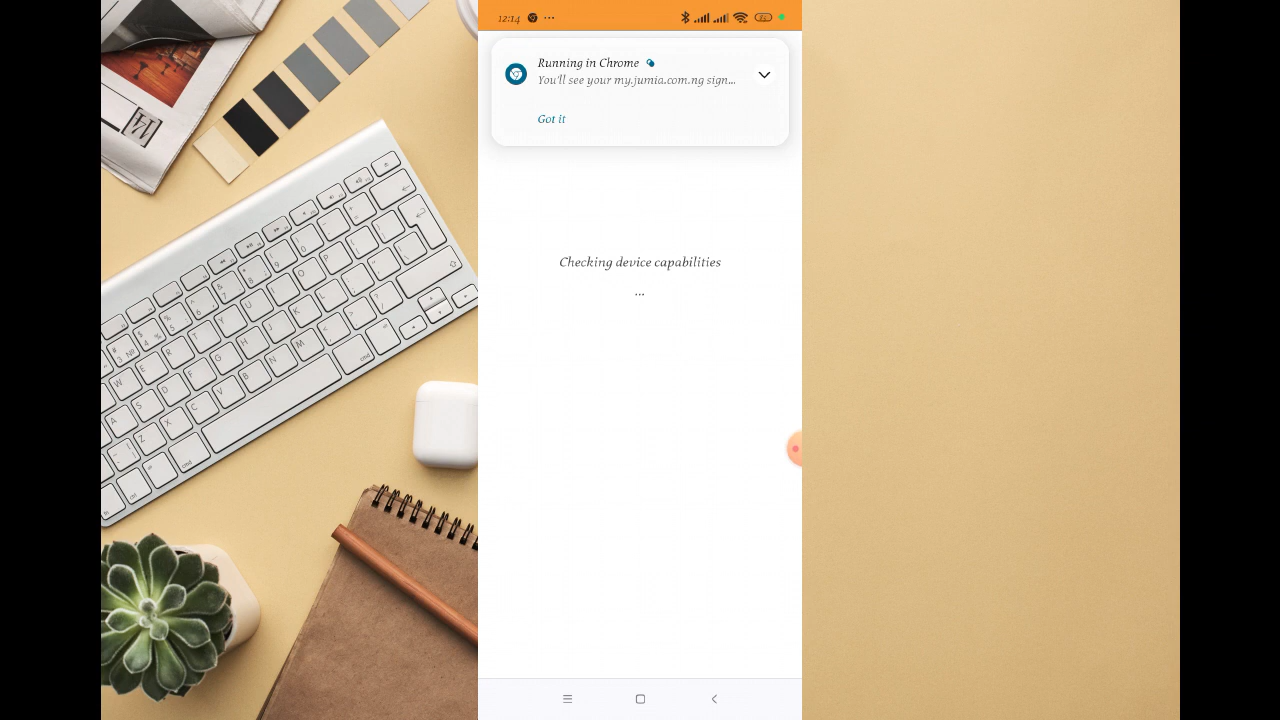 12:14
Running in Chrome
You'll see your my.jumia.com.ng sign...
Got it
Checking device capabilities
...